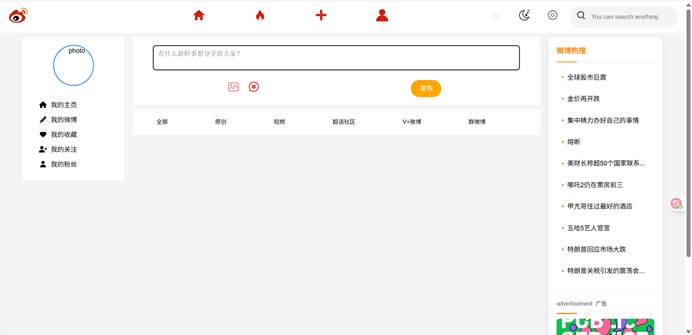 You can search anything
photo
我的主页
我的微博
我的收藏
我的关注
我的粉丝
有什么新鲜事想分享给大家?
发布
全部 原创 视频 超话社区 V+微博 群微博
微博热搜
全球股市巨震
金价再开跌
集中精力办好自己的事情
熔断
美财长称超50个国家联系...
哪吒2仍在票房前三
甲亢哥住过最好的酒店
五哈5艺人官宣
特朗普回应市场大跌
特朗普关税引发的震荡会...
advertisement 广告